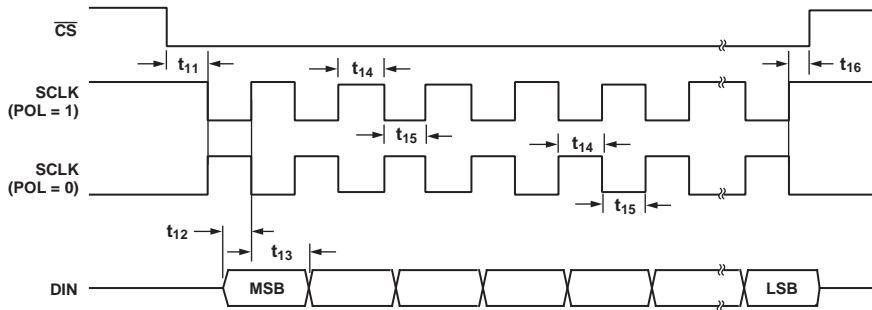 CS
t11
t14
t16
SCLK
(POL = 1)
t15
t14
SCLK
(POL = 0)
t15
t12
t13
DIN
MSB
LSB